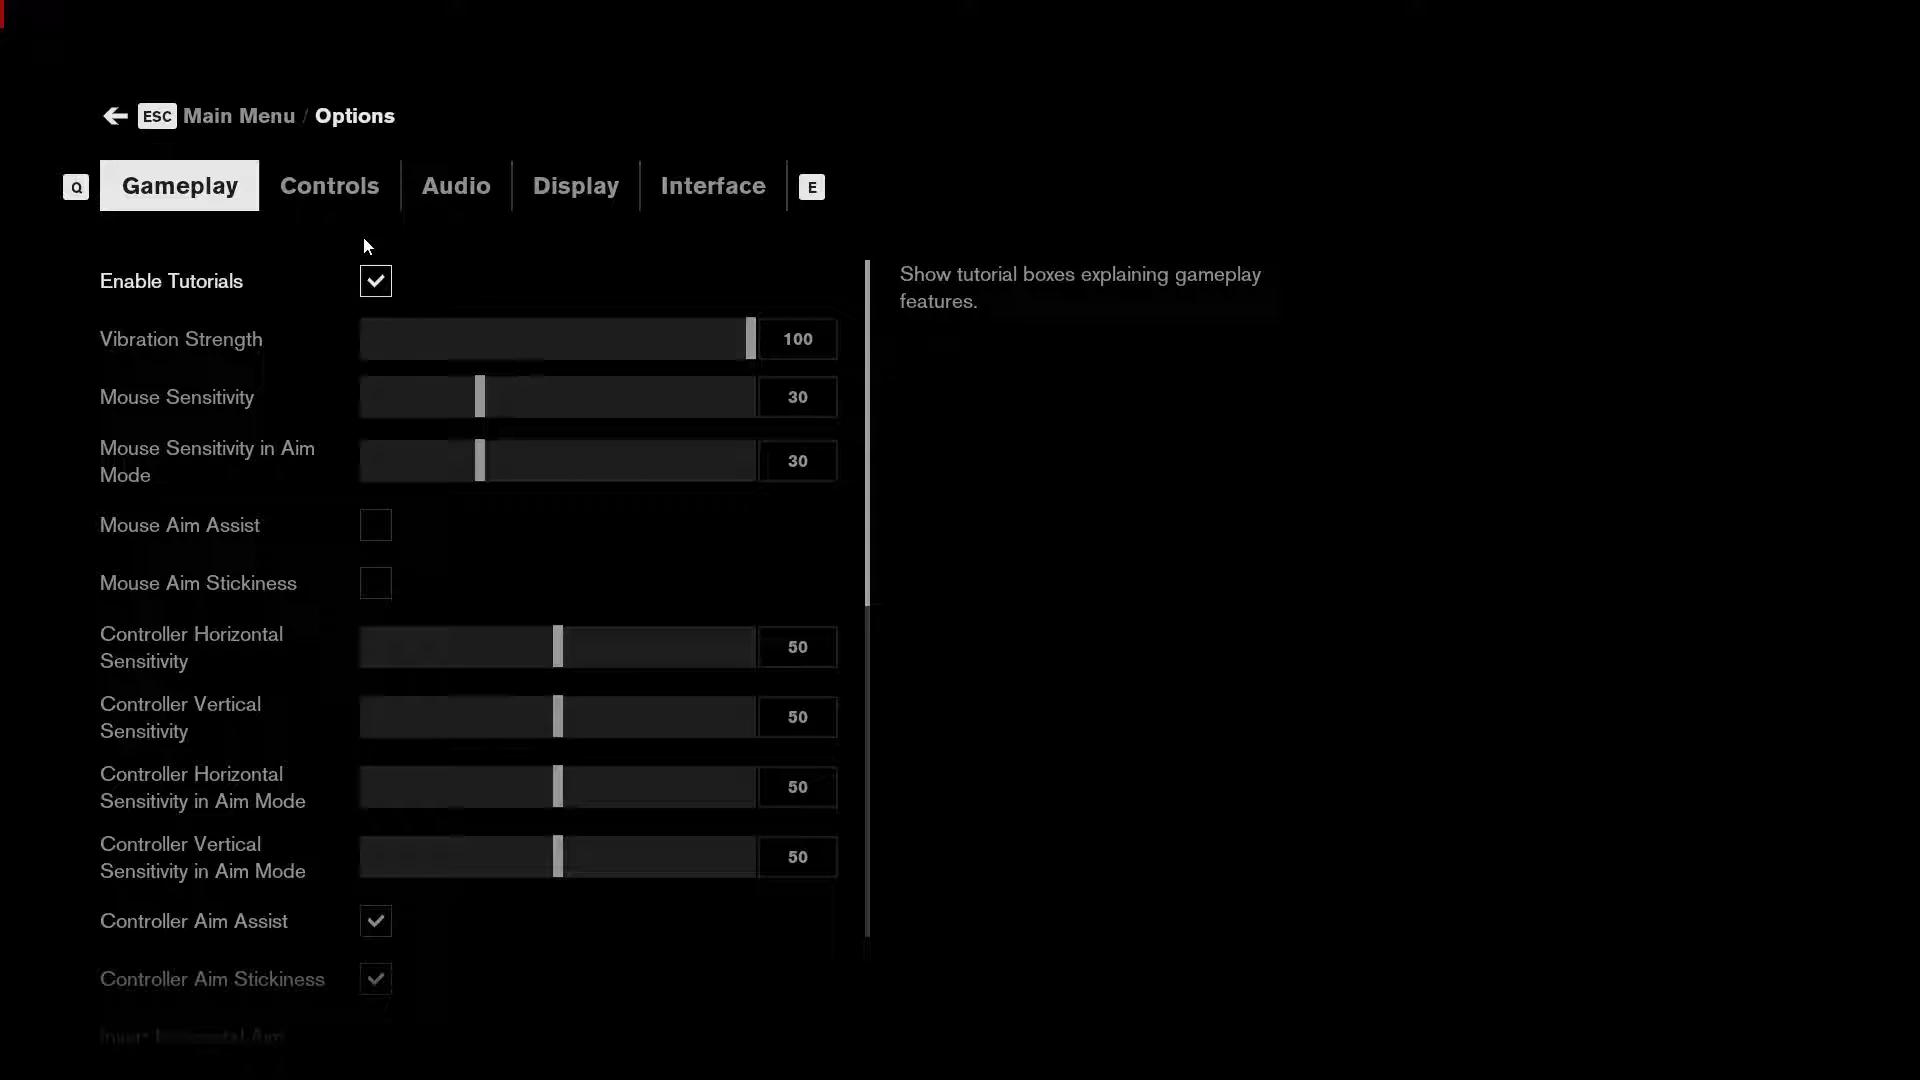 ESC Main Menu / Options
Q Gameplay Controls Audio Display Interface E
Enable Tutorials
Show tutorial boxes explaining gameplay
features.
Vibration Strength 100
Mouse Sensitivity 30
Mouse Sensitivity in Aim
Mode 30
Mouse Aim Assist
Mouse Aim Stickiness
Controller Horizontal
Sensitivity 50
Controller Vertical
Sensitivity 50
Controller Horizontal
Sensitivity in Aim Mode 50
Controller Vertical
Sensitivity in Aim Mode 50
Controller Aim Assist
Controller Aim Stickiness